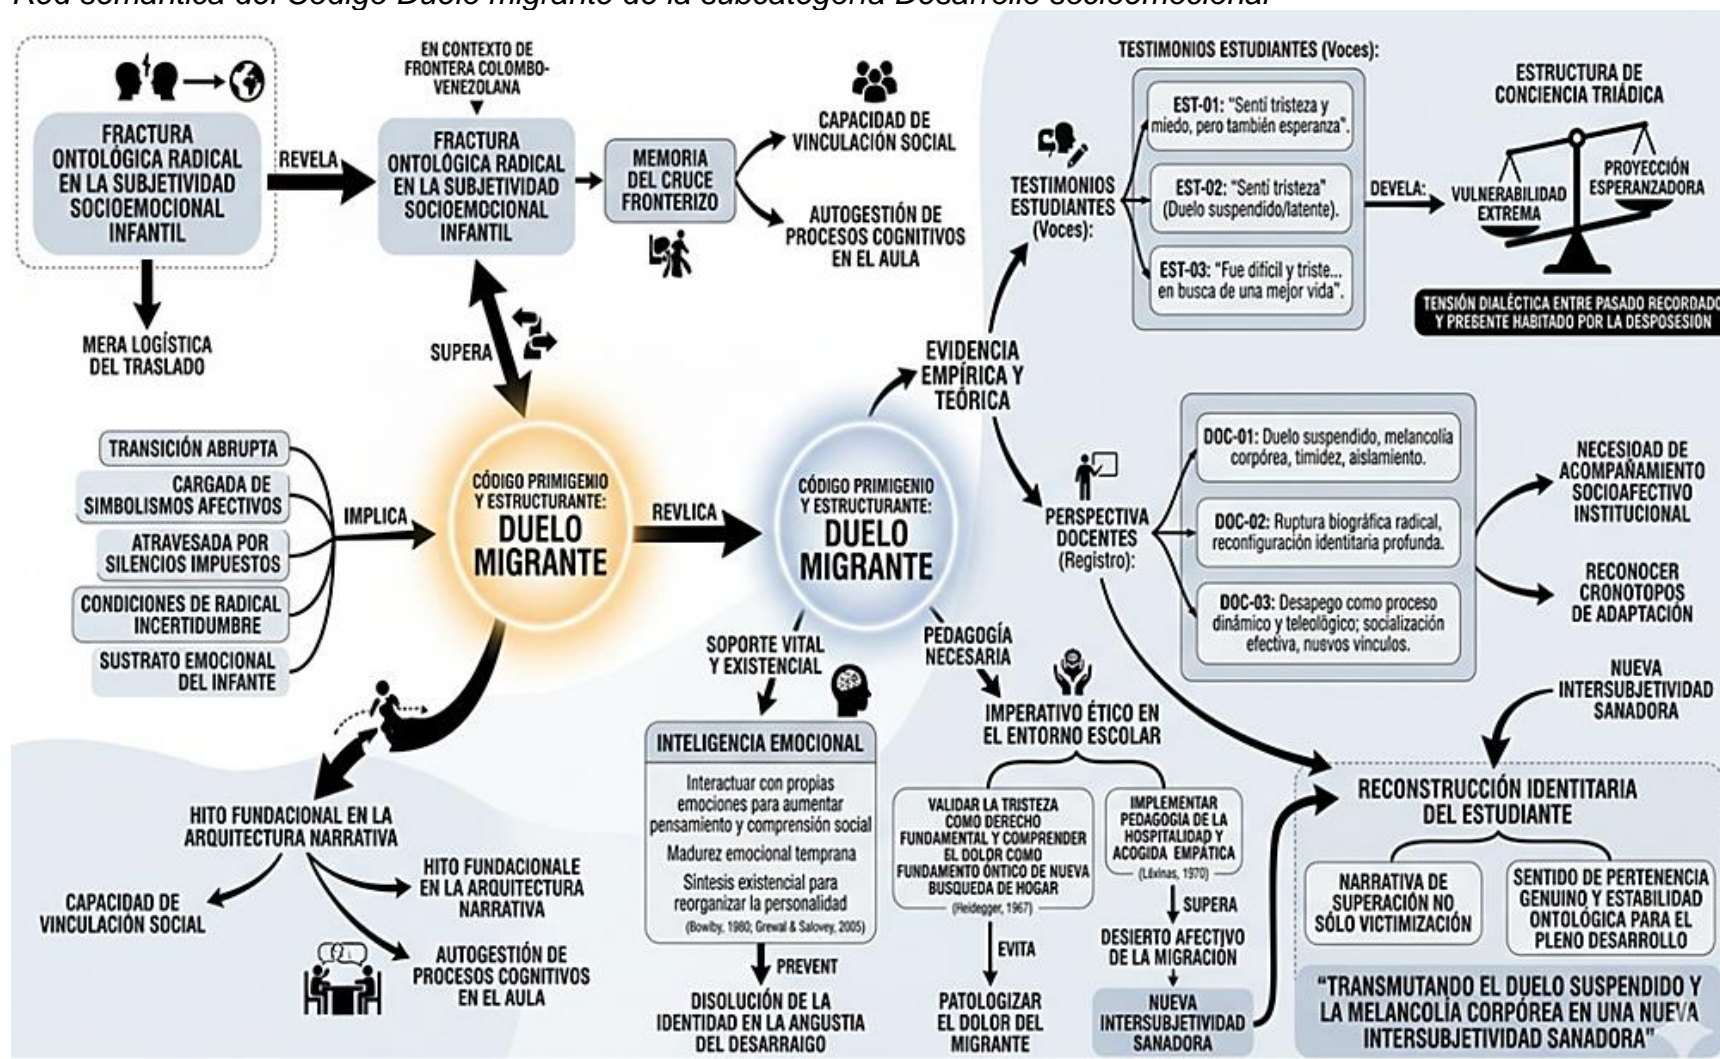 Red semántica del Código Duelo migrante de la subcategoría Desarrollo socioemocional
FRACTURA
ONTOLÓGICA RADICAL
EN LA SUBJETIVIDAD
SOCIOEMOCIONAL
INFANTIL
REVELA
MERA LOGÍSTICA
DEL TRASLADO
EN CONTEXTO DE
FRONTERA COLOMBO-
VENEZOLANA
FRACTURA
ONTOLÓGICA RADICAL
EN LA SUBJETIVIDAD
SOCIOEMOCIONAL
INFANTIL
MEMORIA
DEL CRUCE
FRONTERIZO
CAPACIDAD DE
VINCULACIÓN SOCIAL
AUTOGESTIÓN DE
PROCESOS COGNITIVOS
EN EL AULA
SUPERA
TRANSICIÓN ABRUPTA
CARGADA DE
SIMBOLISMOS AFECTIVOS
ATRAVESADA POR
SILENCIOS IMPUESTOS
CONDICIONES DE RADICAL
INCERTIDUMBRE
SUSTRATO EMOCIONAL
DEL INFANTE
IMPLICA
CÓDIGO PRIMIGENIO
Y ESTRUCTURANTE:
DUELO
MIGRANTE
REVLICA
CÓDIGO PRIMIGENIO
Y ESTRUCTURANTE:
DUELO
MIGRANTE
HITO FUNDACIONAL EN LA
ARQUITECTURA NARRATIVA
CAPACIDAD DE
VINCULACIÓN SOCIAL
HITO FUNDACIONALE
EN LA ARQUITECTURA
NARRATIVA
AUTOGESTIÓN DE
PROCESOS COGNITIVOS
EN EL AULA
SOPORTE VITAL
Y EXISTENCIAL
INTELIGENCIA EMOCIONAL
Interactuar con propias
emociones para aumentar
pensamiento y comprensión social
Madurez emocional temprana
Síntesis existencial para
reorganizar la personalidad
(Bowlby, 1980; Grewal & Salovey, 2005)
PREVENT
DISOLUCIÓN DE LA
IDENTIDAD EN LA ANGUSTIA
DEL DESARRAIGO
PEDAGOGÍA
NECESARIA
IMPERATIVO ÉTICO EN
EL ENTORNO ESCOLAR
VALIDAR LA TRISTEZA
COMO DERECHO
FUNDAMENTAL Y COMPRENDER
EL DOLOR COMO
FUNDAMENTO ÓNTICO DE NUEVA
BUSQUEDA DE HOGAR
(Heidegger, 1967)
EVITA
PATOLOGIZAR
EL DOLOR DEL
MIGRANTE
IMPLEMENTAR
PEDAGOGIA DE LA
HOSPITALIDAD Y
ACOGIDA EMPÁTICA
(Lévinas, 1970)
SUPERA
DESIERTO AFECTIVO
DE LA MIGRACIÓN
NUEVA
INTERSUBJETIVIDAD
SANADORA
EVIDENCIA
EMPÍRICA Y
TEÓRICA
TESTIMONIOS
ESTUDIANTES
(Voces):
TESTIMONIOS ESTUDIANTES (Voces):
EST-01: "Sentí tristeza y
miedo, pero también esperanza".
EST-02: "Sentí tristeza"
(Duelo suspendido/latente).
EST-03: "Fue difícil y triste...
en busca de una mejor vida".
DEVELA:
ESTRUCTURA DE
CONCIENCIA TRIÁDICA
VULNERABILIDAD
EXTREMA
PROYECCIÓN
ESPERANZADORA
TENSIÓN DIALÉCTICA ENTRE PASADO RECORDADO
Y PRESENTE HABITADO POR LA DESPOSESIÓN
PERSPECTIVA
DOCENTES
(Registro):
DOC-01: Duelo suspendido, melancolía
corpórea, timidez, aislamiento.
DOC-02: Ruptura biográfica radical,
reconfiguración identitaria profunda.
DOC-03: Desapego como proceso
dinámico y teleológico; socialización
efectiva, nuevos vínculos.
NECESIDAD DE
ACOMPAÑAMIENTO
SOCIOAFECTIVO
INSTITUCIONAL
RECONOCER
CRONOTOPOS
DE ADAPTACIÓN
NUEVA
INTERSUBJETIVIDAD
SANADORA
RECONSTRUCCIÓN IDENTITARIA
DEL ESTUDIANTE
NARRATIVA DE
SUPERACIÓN NO
SÓLO VICTIMIZACIÓN
SENTIDO DE PERTENENCIA
GENUINO Y ESTABILIDAD
ONTOLÓGICA PARA EL
PLENO DESARROLLO
"TRANSMUTANDO EL DUELO SUSPENDIDO Y
LA MELANCOLÍA CORPÓREA EN UNA NUEVA
INTERSUBJETIVIDAD SANADORA"